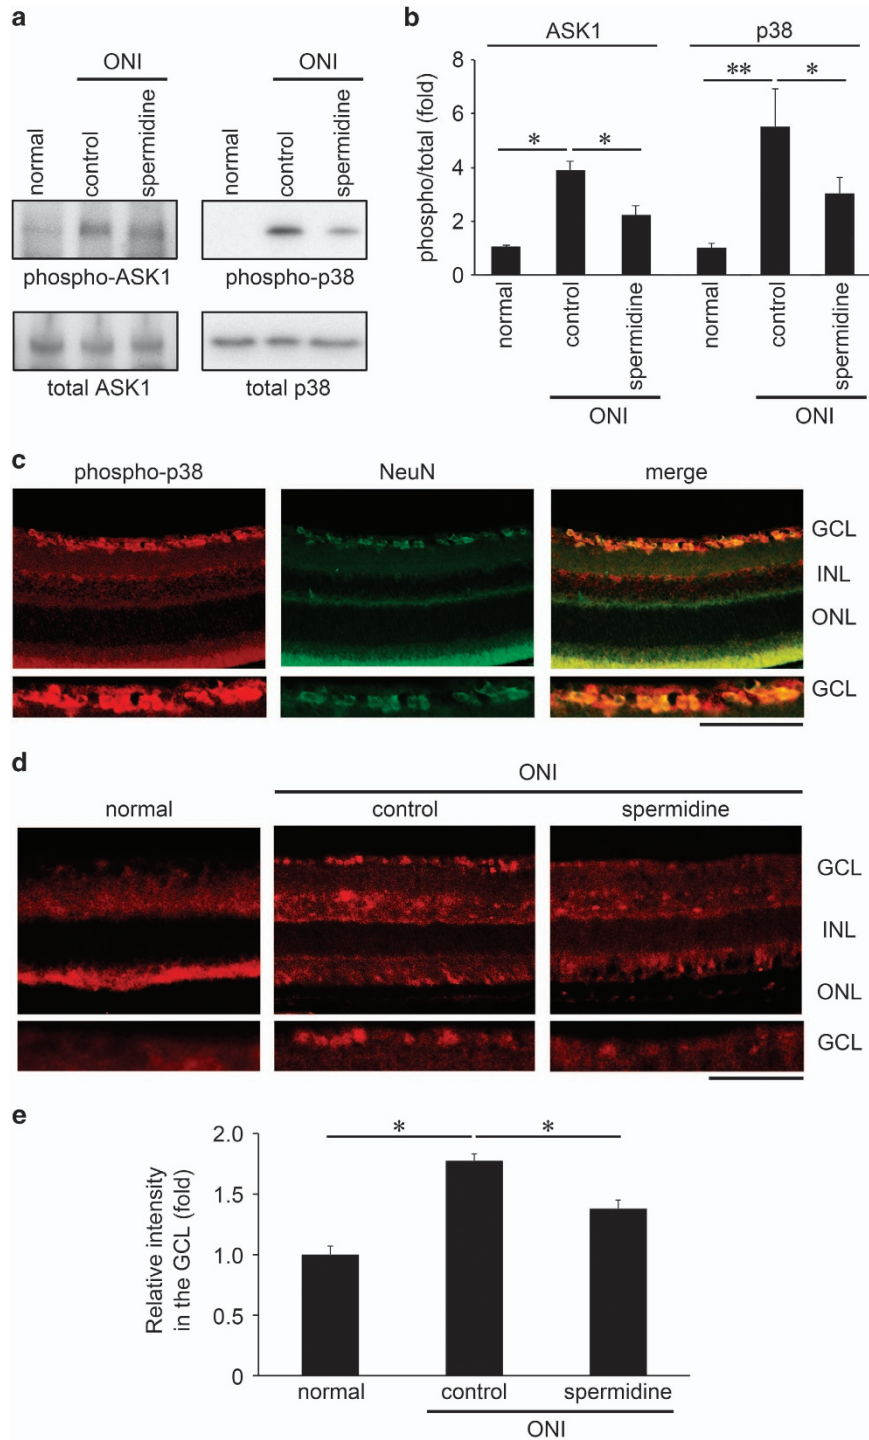 a
ONI
ONI
normal
control
spermidine
normal
control
spermidine
phospho-ASK1
phospho-p38
total ASK1
total p38
b
ASK1
p38
phospho/total (fold)
8
6
4
2
0
*
*
**
*
normal
control
spermidine
normal
control
spermidine
ONI
ONI
c
phospho-p38
NeuN
merge
GCL
INL
ONL
GCL
d
ONI
normal
control
spermidine
GCL
INL
ONL
GCL
e
Relative intensity
in the GCL (fold)
2.0
1.5
1.0
0.5
0
*
*
normal
control
spermidine
ONI